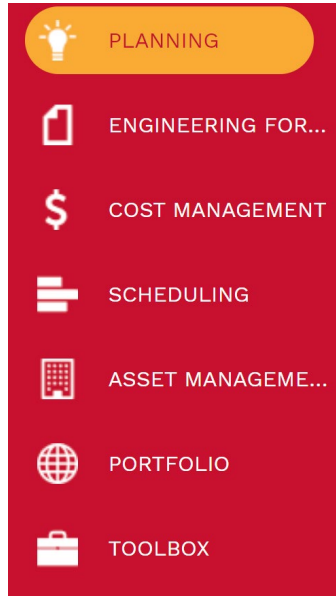 PLANNING
ENGINEERING FOR...
COST MANAGEMENT
SCHEDULING
ASSET MANAGEME...
PORTFOLIO
TOOLBOX